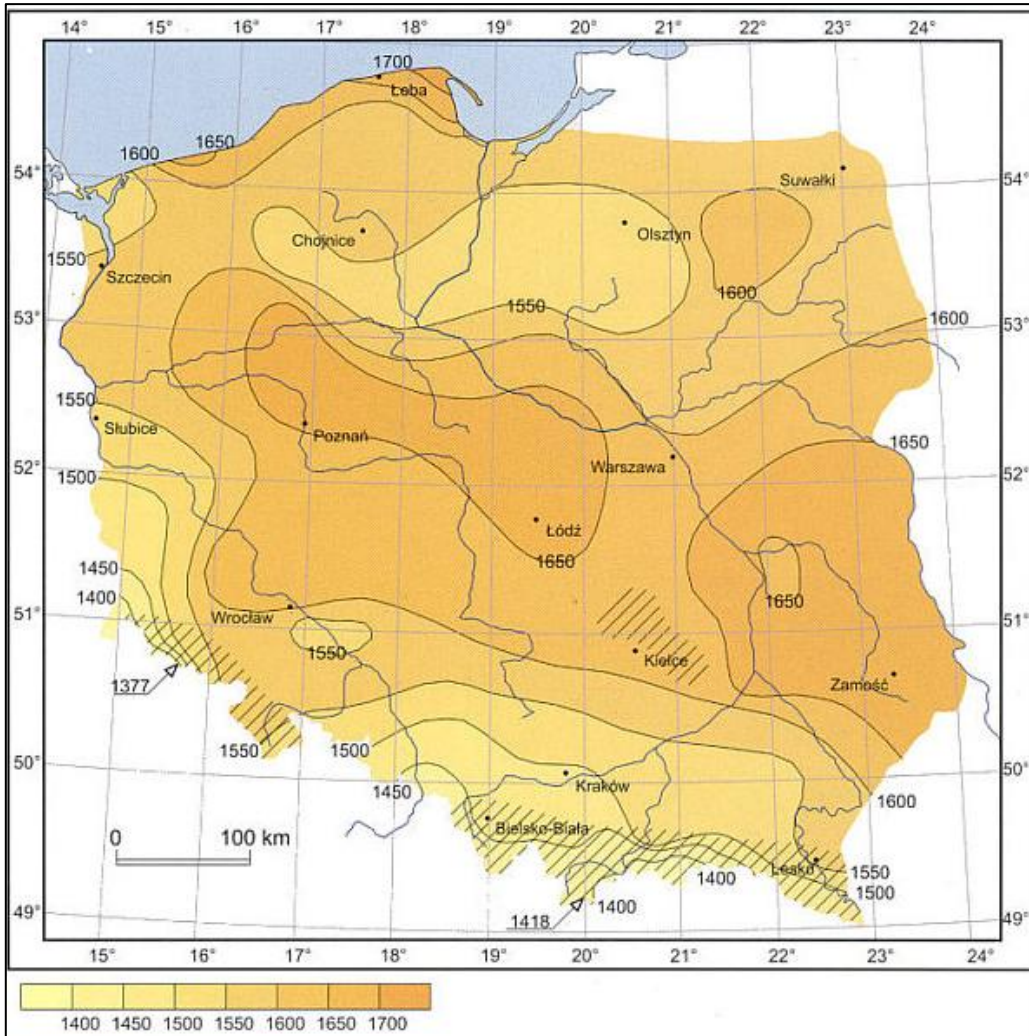 14° 15° 16° 17° 18° 19° 20° 21° 22° 23° 24°
1700
Łeba
1650
1600
54° 54°
Suwałki
Chojnice
Olsztyn
1550
Szczecin
1600
1550
53° 53°
1600
1550
Słubice
Poznań
1650
Warszawa
52° 52°
1500
Łódź
1650
1450
1400
1650
51° 51°
Wrocław
1550
Kielce
1377
Zamość
1550
1500
50° 50°
1450
Kraków
1600
0 100 km
Bielsko-Biała
Lesko
1550
1400
1500
1400
1418
49° 49°
15° 16° 17° 18° 19° 20° 21° 22° 23° 24°
1400 1450 1500 1550 1600 1650 1700